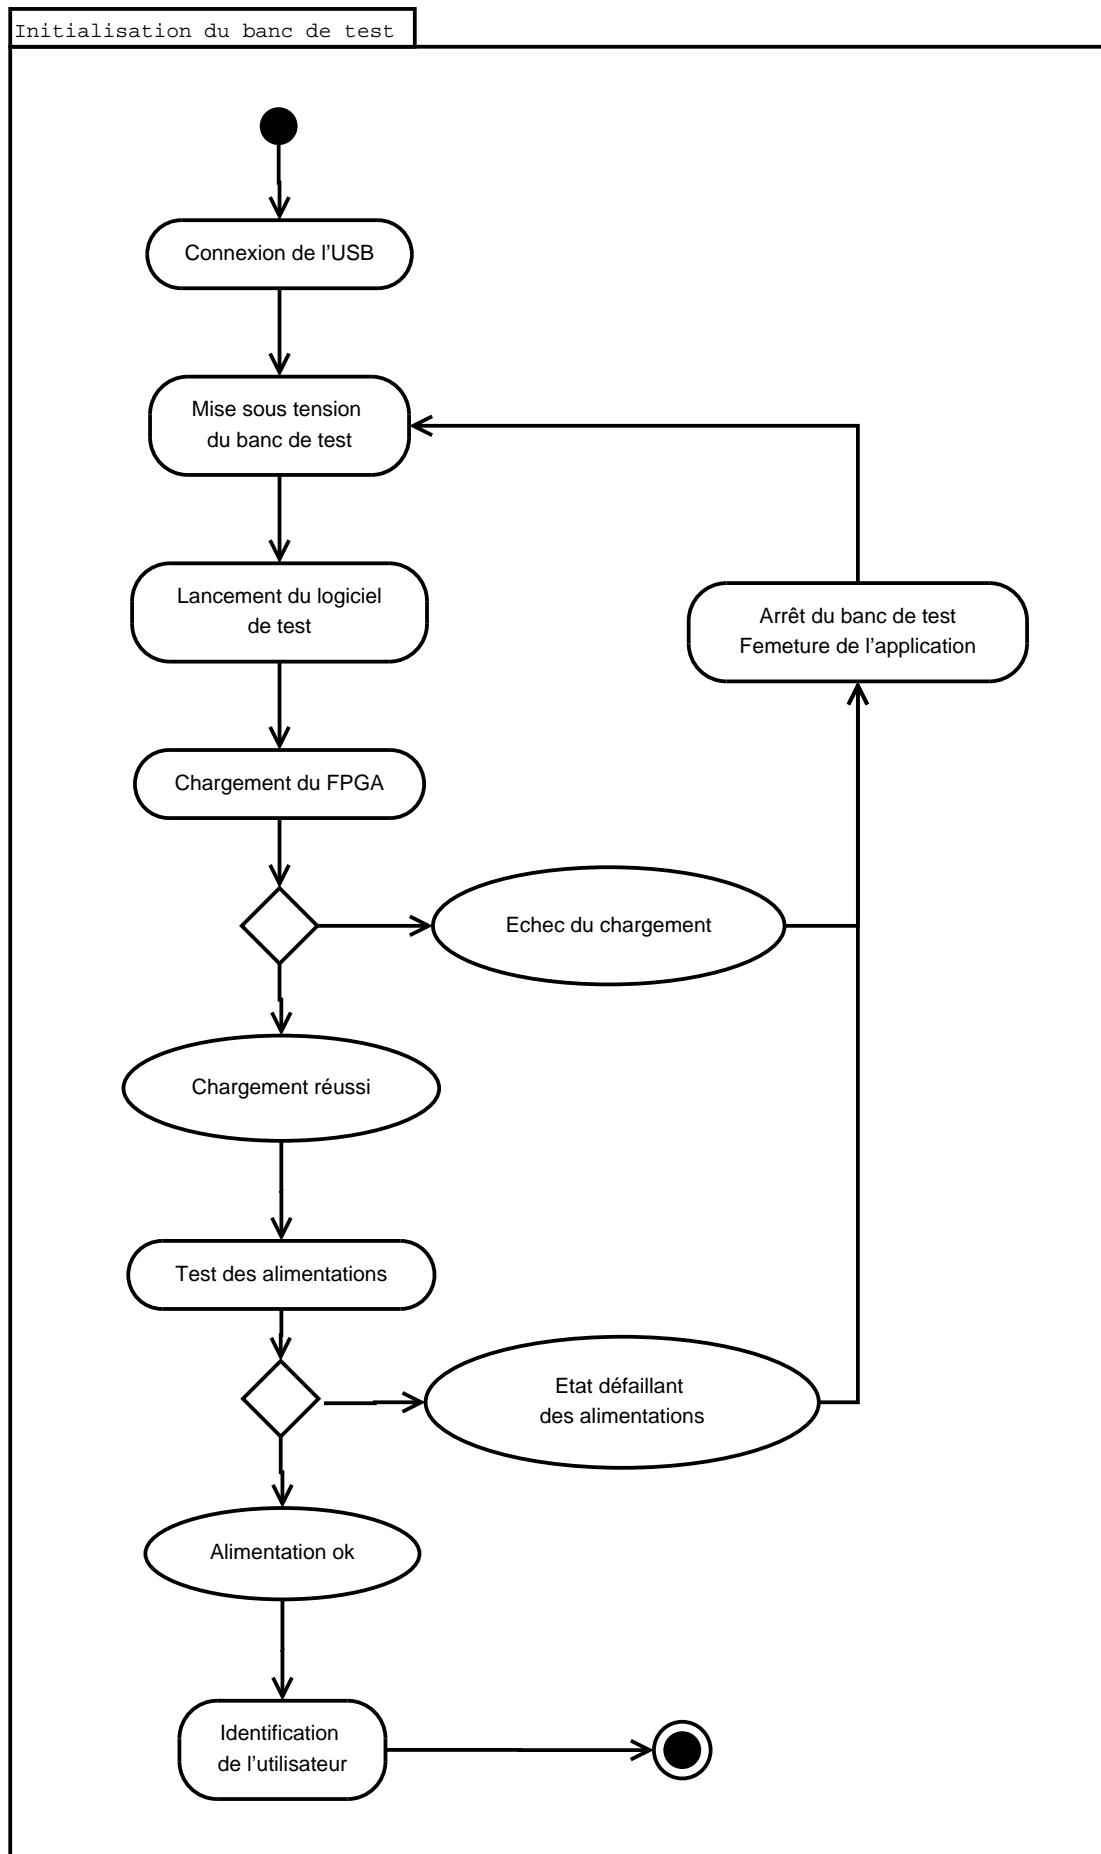 Initialisation du banc de test
Connexion de l'USB
Mise sous tension
du banc de test
Lancement du logiciel
de test
Arrêt du banc de test
Femeture de l'application
Chargement du FPGA
Echec du chargement
Chargement réussi
Test des alimentations
Etat défaillant
des alimentations
Alimentation ok
Identification
de l'utilisateur